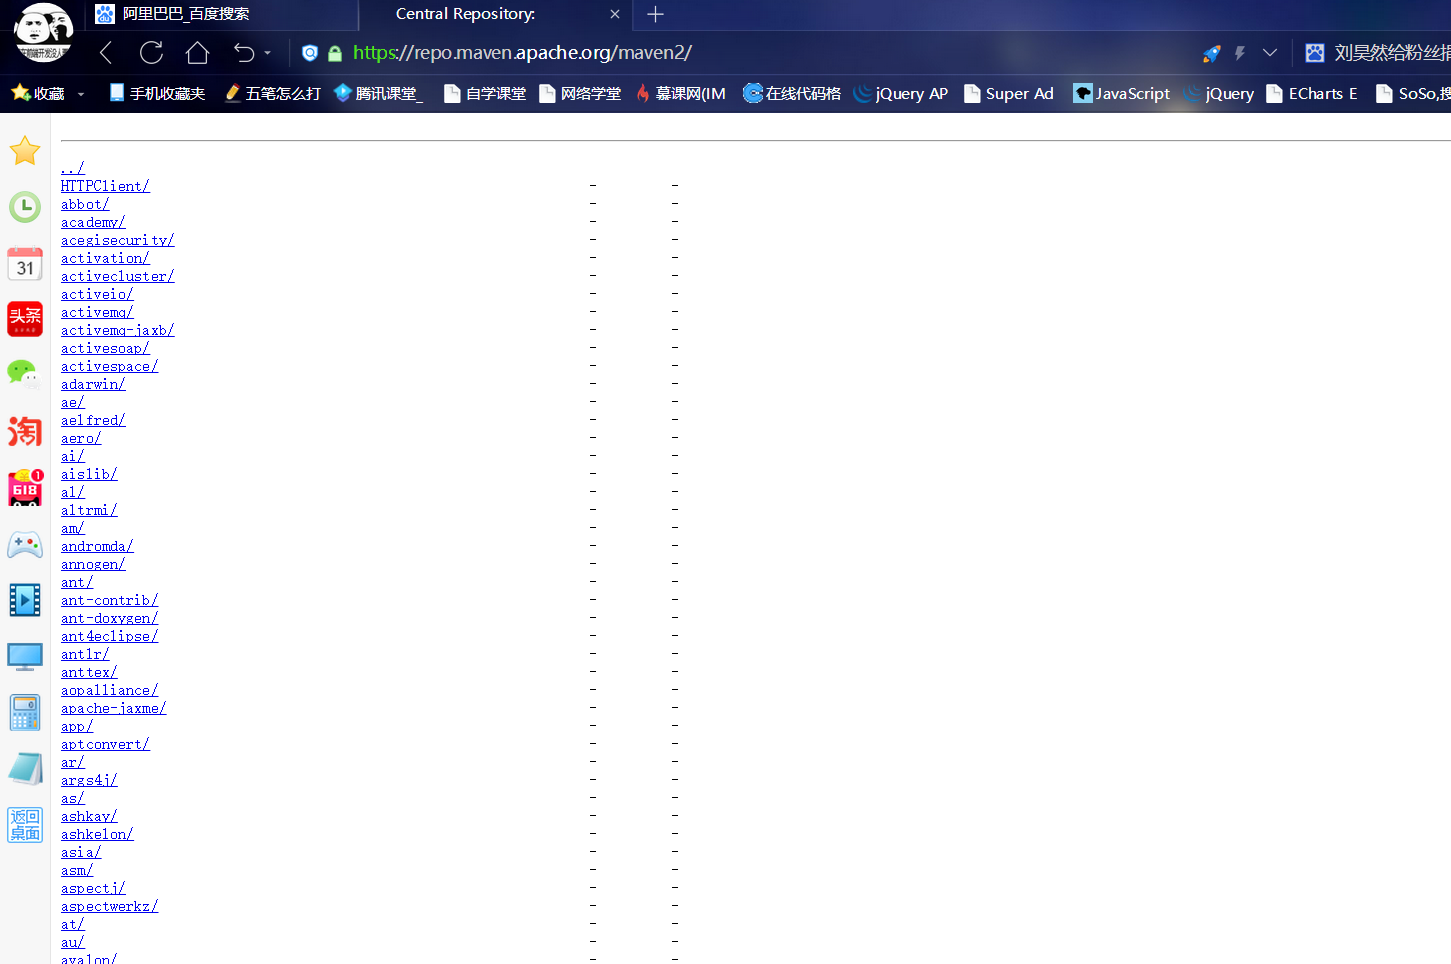 阿里巴巴_百度搜索
Central Repository:
https://repo.maven.apache.org/maven2/
刘昊然给粉丝捐
收藏
手机收藏夹
五笔怎么打
腾讯课堂_
自学课堂
网络学堂
慕课网(IM
在线代码格
jQuery AP
Super Ad
JavaScript
jQuery
ECharts E
SoSo,搜
31
头条
淘
1
618
返回
桌面
../
HTTPClient/ - -
abbot/ - -
academy/ - -
acegisecurity/ - -
activation/ - -
activecluster/ - -
activeio/ - -
activemq/ - -
activemq-jaxb/ - -
activesoap/ - -
activespace/ - -
adarwin/ - -
ae/ - -
aelfred/ - -
aero/ - -
ai/ - -
aislib/ - -
al/ - -
altrmi/ - -
am/ - -
andromda/ - -
annogen/ - -
ant/ - -
ant-contrib/ - -
ant-doxygen/ - -
ant4eclipse/ - -
antlr/ - -
anttex/ - -
aopalliance/ - -
apache-jaxme/ - -
app/ - -
aptconvert/ - -
ar/ - -
args4j/ - -
as/ - -
ashkay/ - -
ashkelon/ - -
asia/ - -
asm/ - -
aspectj/ - -
aspectwerkz/ - -
at/ - -
au/ - -
avalon/ - -